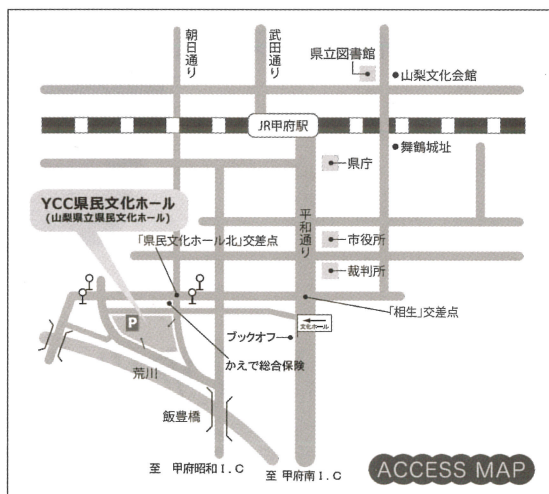 朝日通り
武田通り
県立図書館
山梨文化会館
JR甲府駅
舞鶴城址
県庁
YCC県民文化ホール
(山梨県立県民文化ホール)
平和通り
市役所
「県民文化ホール北」交差点
裁判所
「相生」交差点
文化ホール
P
ブックオフ
かえで総合保険
荒川
飯豊橋
至 甲府昭和I.C
至 甲府南I.C
ACCESS MAP